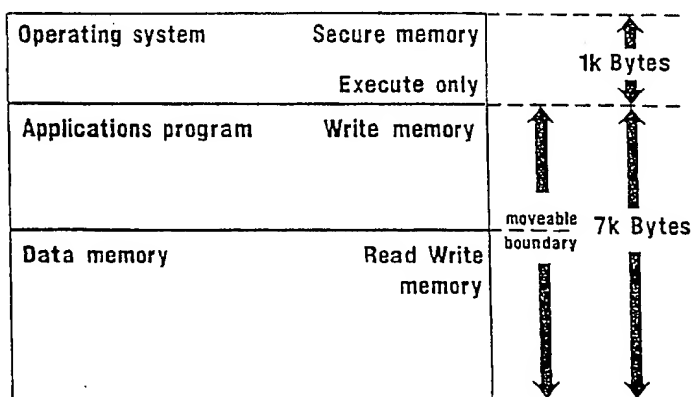 Operating system Secure memory
1k Bytes
Execute only
Applications program Write memory
moveable
boundary
7k Bytes
Data memory Read Write
memory